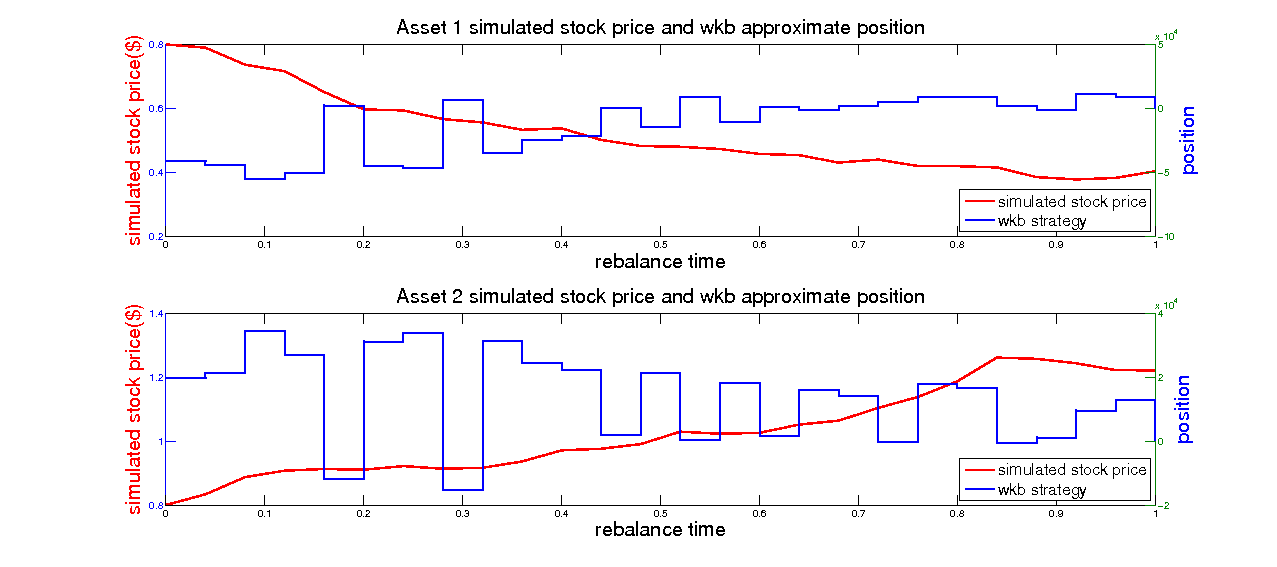 Asset 1 simulated stock price and wkb approximate position
x 10^4
simulated stock price($)
0.8
0.6
0.4
0.2
5
0
-5
-10
position
simulated stock price
wkb strategy
0 0.1 0.2 0.3 0.4 0.5 0.6 0.7 0.8 0.9 1
rebalance time
Asset 2 simulated stock price and wkb approximate position
x 10^4
simulated stock price($)
1.4
1.2
1
0.8
4
2
0
-2
position
simulated stock price
wkb strategy
0 0.1 0.2 0.3 0.4 0.5 0.6 0.7 0.8 0.9 1
rebalance time